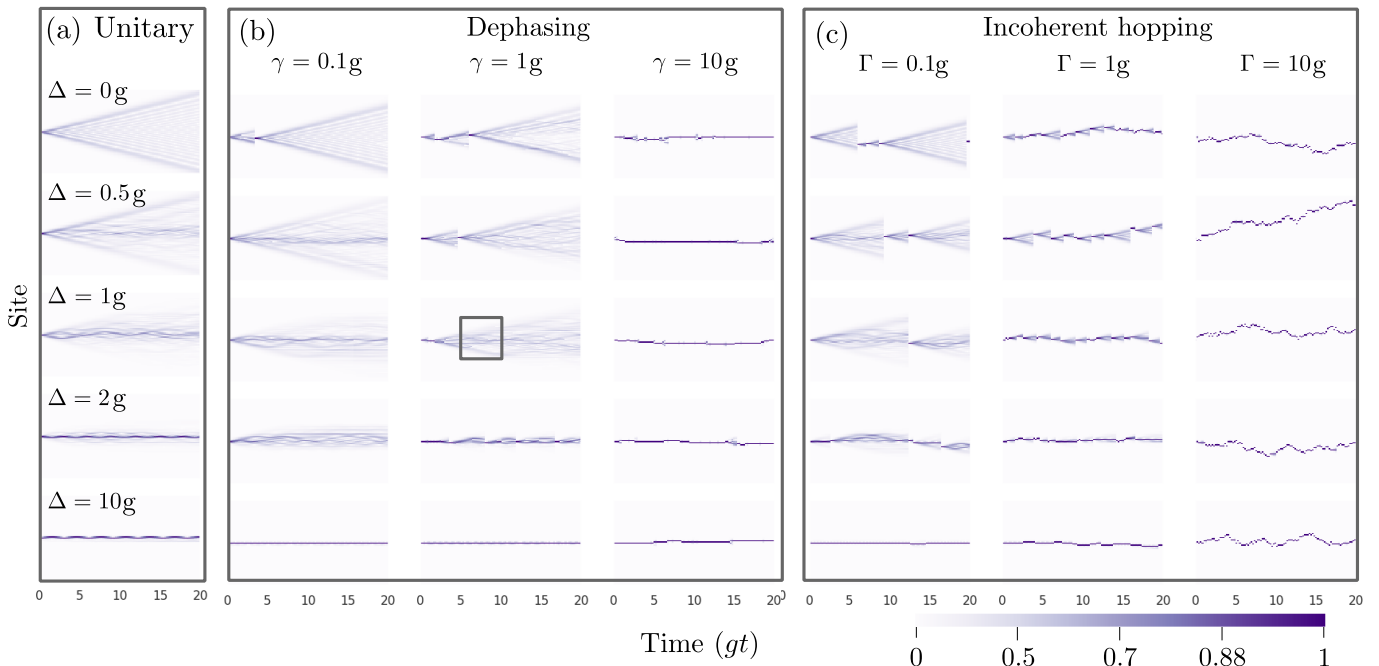 (a) Unitary
(b) Dephasing
(c) Incoherent hopping
γ = 0.1g
γ = 1g
γ = 10g
Γ = 0.1g
Γ = 1g
Γ = 10g
Δ = 0g
Δ = 0.5g
Δ = 1g
Δ = 2g
Δ = 10g
Site
0 5 10 15 20
0 5 10 15 20
0 5 10 15 20
0 5 10 15 20
0 5 10 15 20
0 5 10 15 20
0 5 10 15 20
Time (gt)
0 0.5 0.7 0.88 1